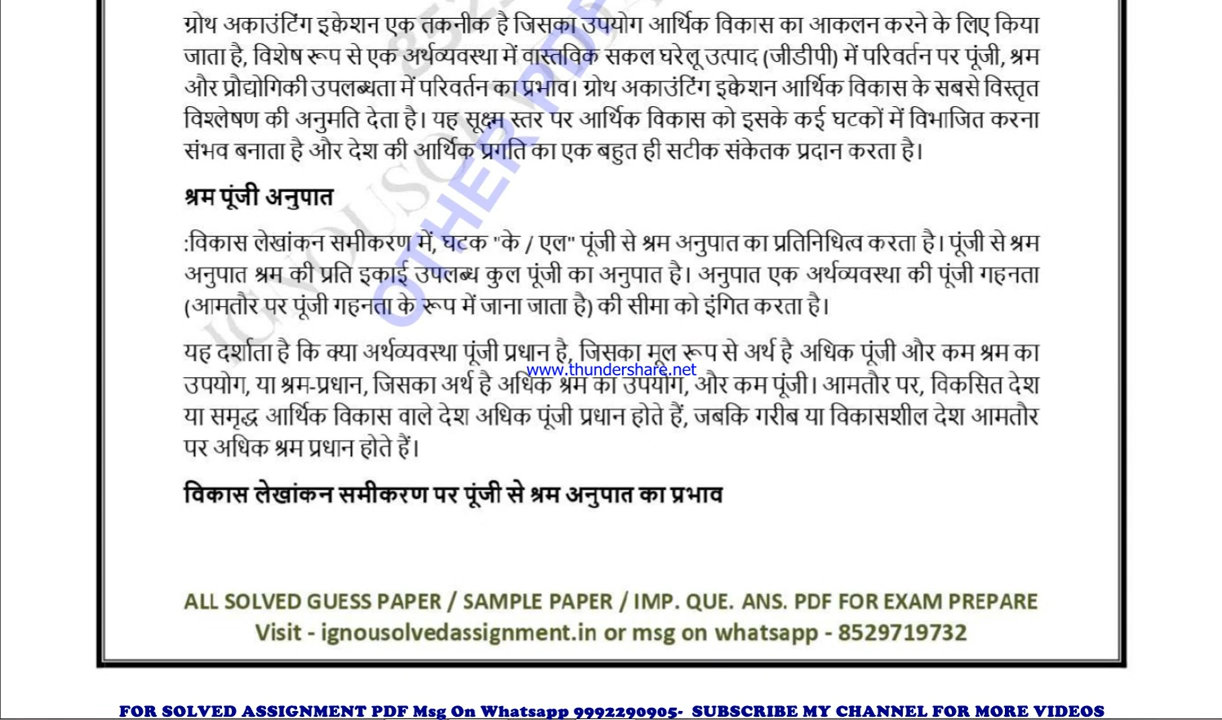 ग्रोथ अकाउंटिंग इक्वेशन एक तकनीक है जिसका उपयोग आर्थिक विकास का आकलन करने के लिए किया
जाता है, विशेष रूप से एक अर्थव्यवस्था में वास्तविक सकल घरेलू उत्पाद (जीडीपी) में परिवर्तन पर पूंजी, श्रम
और प्रौद्योगिकी उपलब्धता में परिवर्तन का प्रभाव। ग्रोथ अकाउंटिंग इक्वेशन आर्थिक विकास के सबसे विस्तृत
विश्लेषण की अनुमति देता है। यह सूक्ष्म स्तर पर आर्थिक विकास को इसके कई घटकों में विभाजित करना
संभव बनाता है और देश की आर्थिक प्रगति का एक बहुत ही सटीक संकेतक प्रदान करता है।
श्रम पूंजी अनुपात
:विकास लेखांकन समीकरण में, घटक "के / एल" पूंजी से श्रम अनुपात का प्रतिनिधित्व करता है। पूंजी से श्रम
अनुपात श्रम की प्रति इकाई उपलब्ध कुल पूंजी का अनुपात है। अनुपात एक अर्थव्यवस्था की पूंजी गहनता
(आमतौर पर पूंजी गहनता के रूप में जाना जाता है) की सीमा को इंगित करता है।
यह दर्शाता है कि क्या अर्थव्यवस्था पूंजी प्रधान है, जिसका मूल रूप से अर्थ है अधिक पूंजी और कम श्रम का
www.thundershare.net
उपयोग, या श्रम-प्रधान, जिसका अर्थ है अधिक श्रम का उपयोग, और कम पूंजी। आमतौर पर, विकसित देश
या समृद्ध आर्थिक विकास वाले देश अधिक पूंजी प्रधान होते हैं, जबकि गरीब या विकासशील देश आमतौर
पर अधिक श्रम प्रधान होते हैं।
विकास लेखांकन समीकरण पर पूंजी से श्रम अनुपात का प्रभाव
OTHER PDF
ALL SOLVED GUESS PAPER / SAMPLE PAPER / IMP. QUE. ANS. PDF FOR EXAM PREPARE
Visit - ignousolvedassignment.in or msg on whatsapp - 8529719732
FOR SOLVED ASSIGNMENT PDF Msg On Whatsapp 9992290905- SUBSCRIBE MY CHANNEL FOR MORE VIDEOS